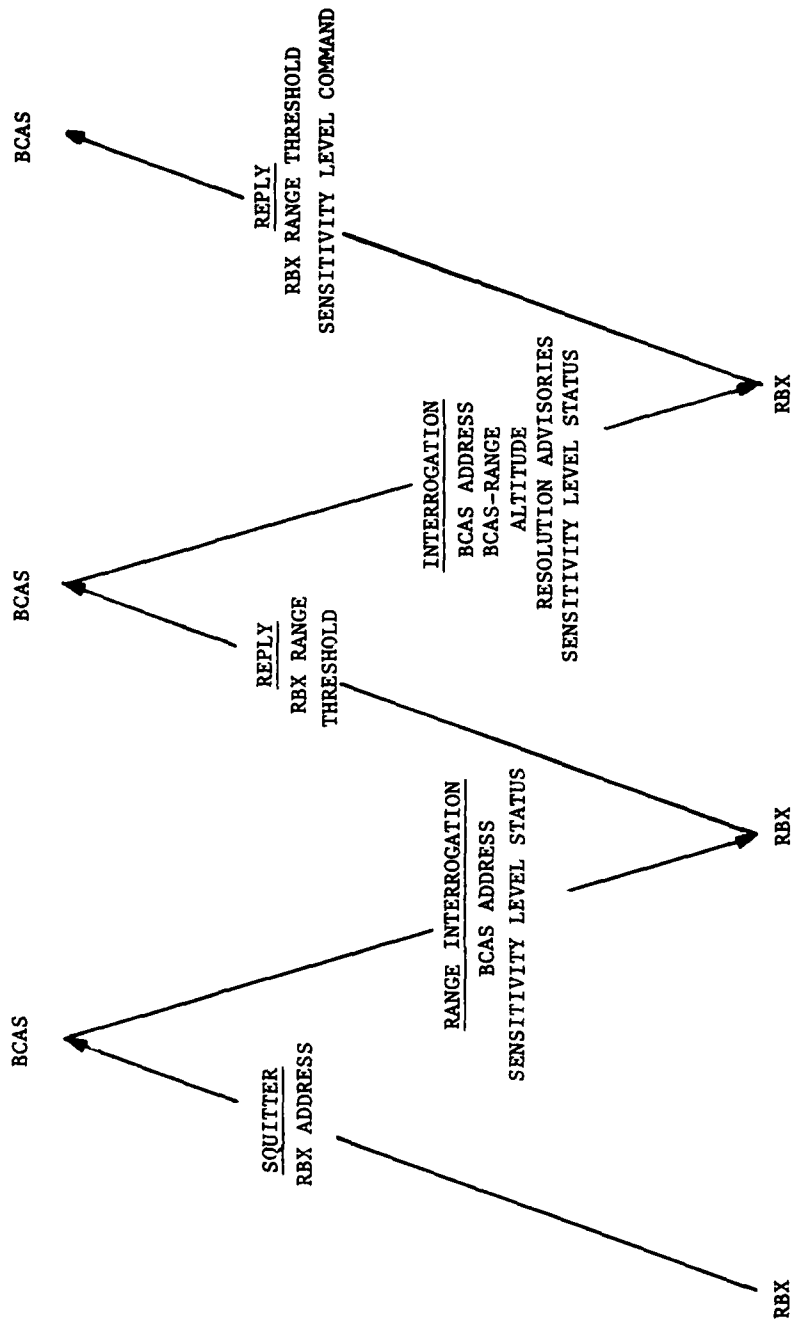 BCAS
BCAS
BCAS
SQUITTER
RBX ADDRESS
RANGE INTERROGATION
BCAS ADDRESS
SENSITIVITY LEVEL STATUS
REPLY
RBX RANGE
THRESHOLD
INTERROGATION
BCAS ADDRESS
BCAS-RANGE
ALTITUDE
RESOLUTION ADVISORIES
SENSITIVITY LEVEL STATUS
REPLY
RBX RANGE THRESHOLD
SENSITIVITY LEVEL COMMAND
RBX
RBX
RBX